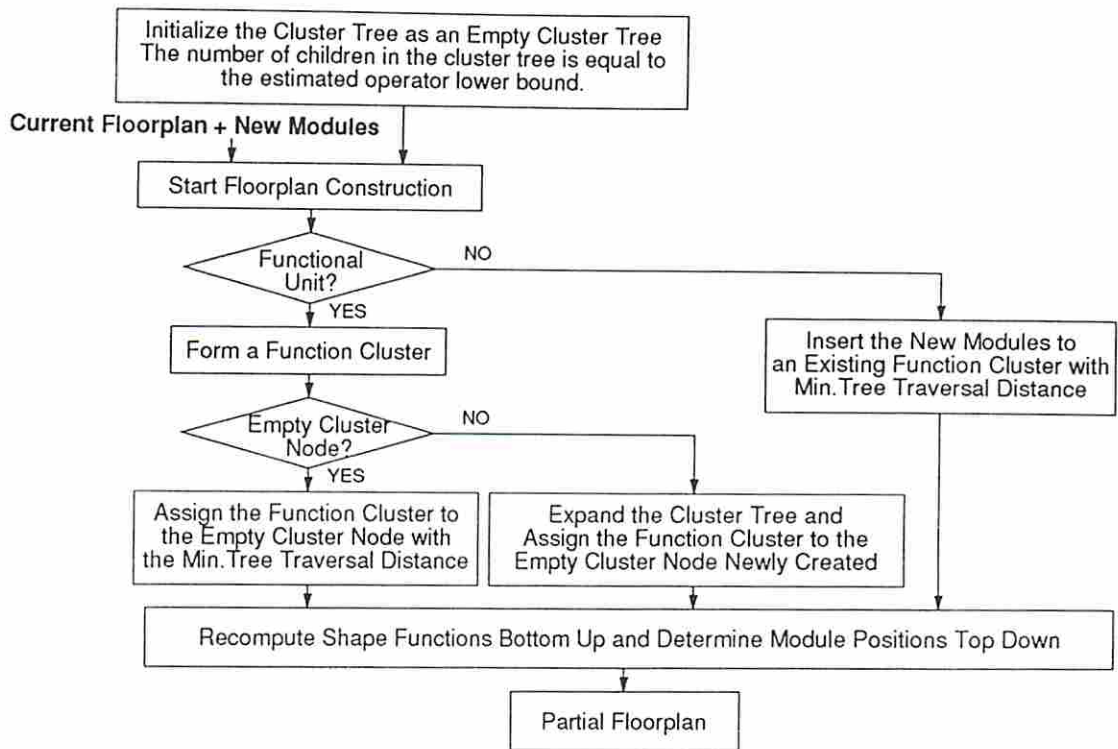 Initialize the Cluster Tree as an Empty Cluster Tree
The number of children in the cluster tree is equal to
the estimated operator lower bound.
Current Floorplan + New Modules
Start Floorplan Construction
Functional
Unit?
NO
YES
Form a Function Cluster
Insert the New Modules to
an Existing Function Cluster with
Min.Tree Traversal Distance
Empty Cluster
Node?
NO
YES
Assign the Function Cluster to
the Empty Cluster Node with
the Min.Tree Traversal Distance
Expand the Cluster Tree and
Assign the Function Cluster to the
Empty Cluster Node Newly Created
Recompute Shape Functions Bottom Up and Determine Module Positions Top Down
Partial Floorplan